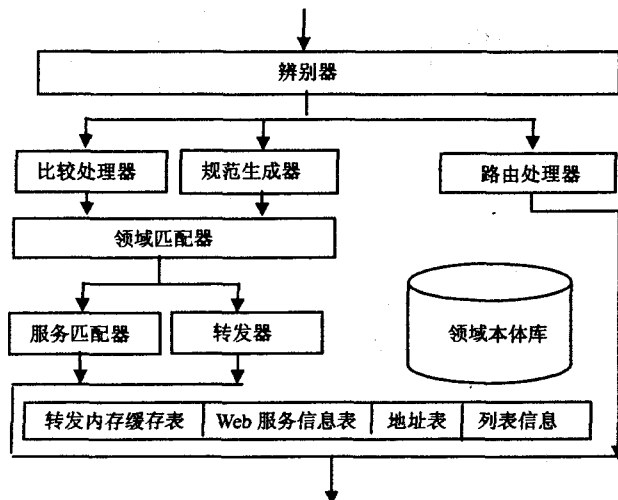 辨别器
比较处理器 规范生成器 路由处理器
领域匹配器
服务匹配器 转发器 领域本体库
转发内存缓存表 Web 服务信息表 地址表 列表信息